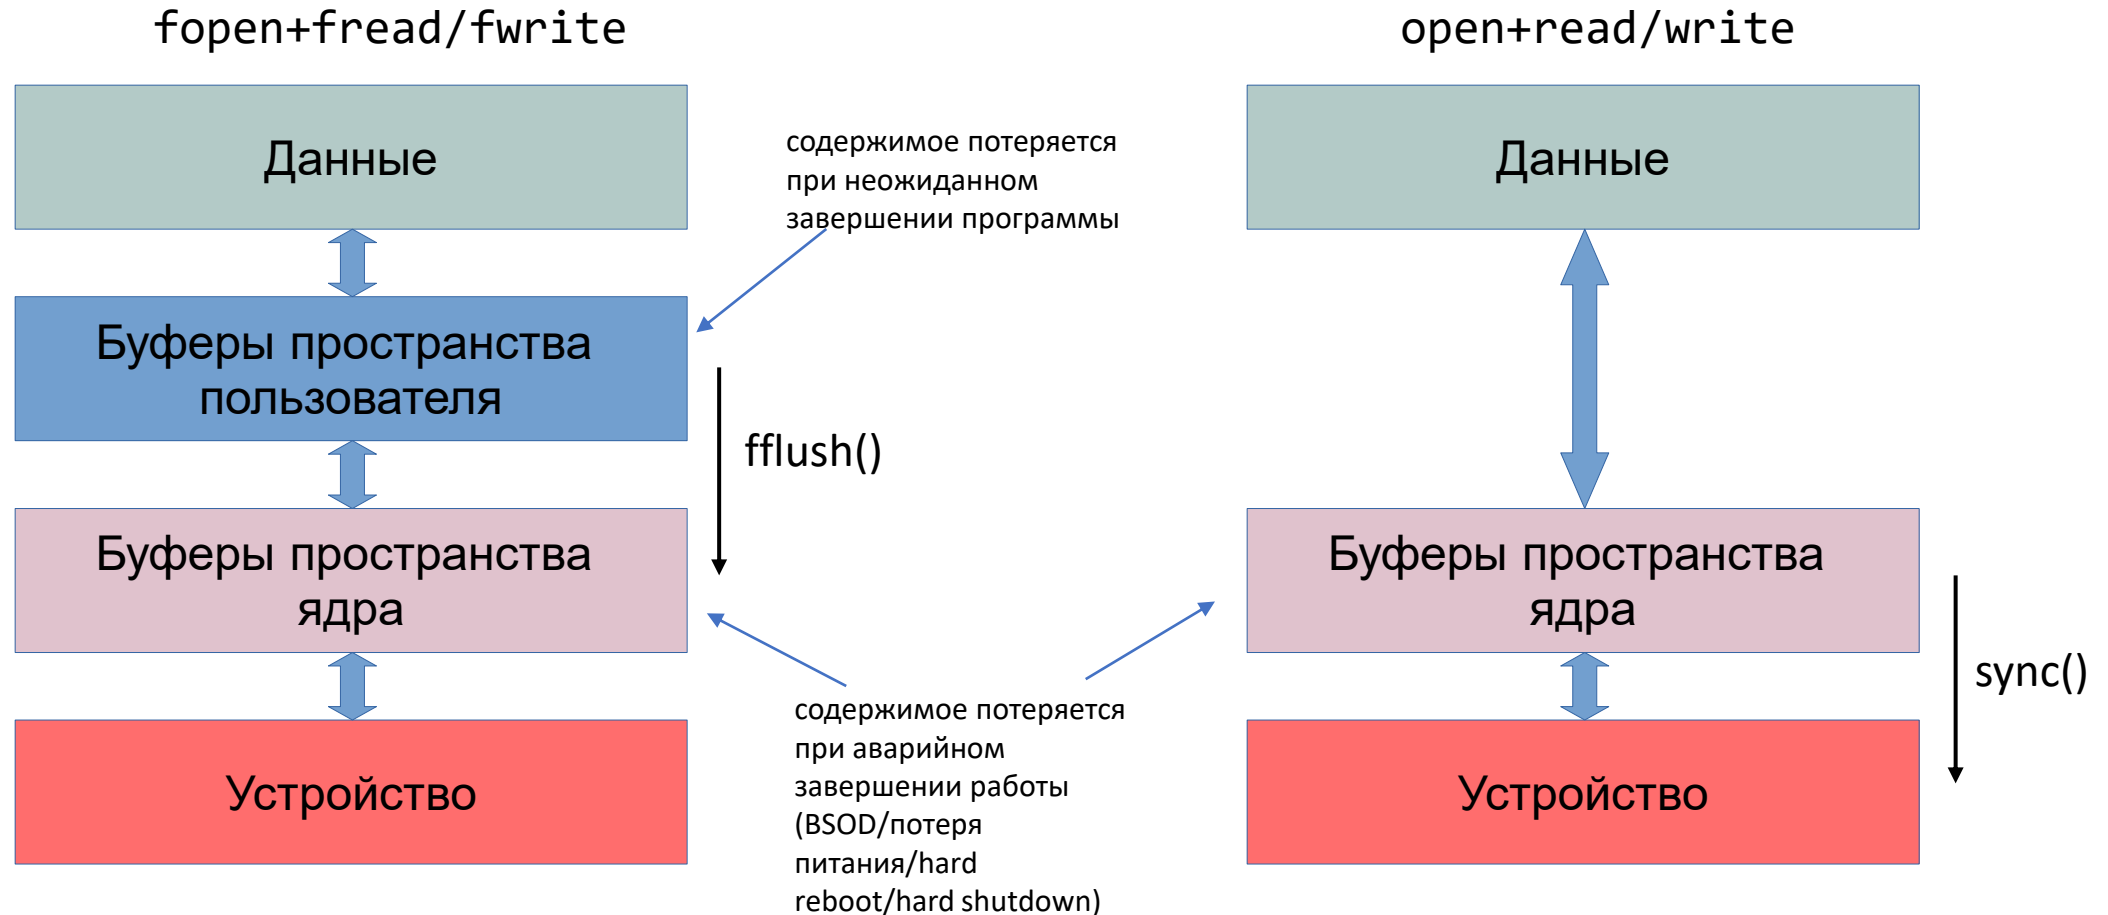 fopen+fread/fwrite
Данные
Буферы пространства
пользователя
Буферы пространства
ядра
Устройство
содержимое потеряется
при неожиданном
завершении программы
fflush()
содержимое потеряется
при аварийном
завершении работы
(BSOD/потеря
питания/hard
reboot/hard shutdown)
open+read/write
Данные
Буферы пространства
ядра
Устройство
sync()